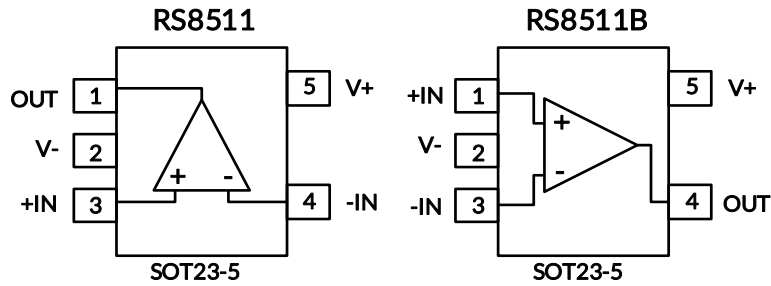 RS8511
OUT 1
5 V+
V- 2
+ -
+IN 3
4 -IN
SOT23-5
RS8511B
+IN 1
5 V+
+
V- 2
-
-IN 3
4 OUT
SOT23-5